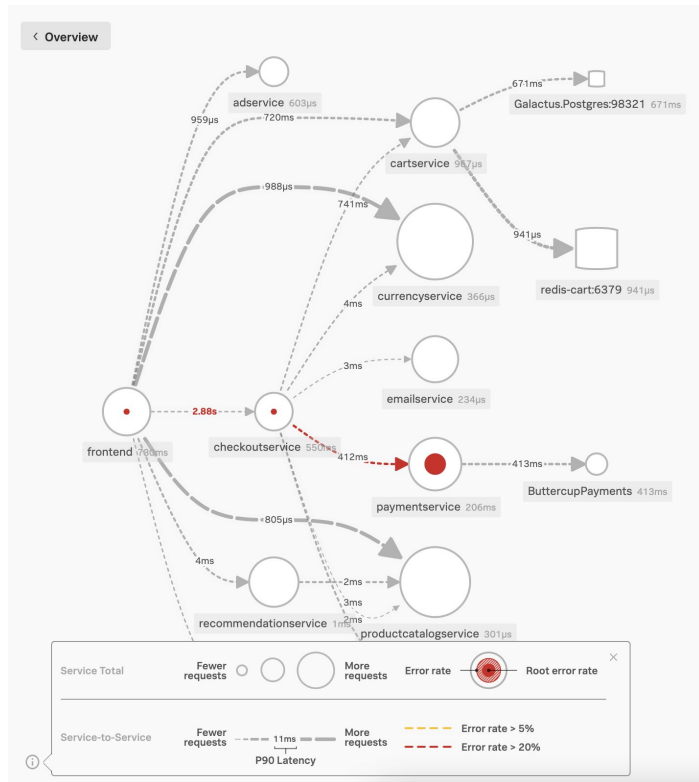 Overview
adservice 603µs
671ms
Galactus.Postgres:98321 671ms
959µs
720ms
cartservice 967µs
988µs
741ms
941µs
redis-cart:6379 941µs
currencyservice 366µs
4ms
3ms
emailservice 234µs
2.88s
frontend 780ms
checkoutservice 550ms
412ms
413ms
paymentservice 206ms
ButtercupPayments 413ms
805µs
4ms
2ms
3ms
recommendationservice 1ms
2ms
productcatalogservice 301µs
Service Total
Fewer requests
More requests
Error rate
Root error rate
Service-to-Service
Fewer requests
11ms
P90 Latency
More requests
Error rate > 5%
Error rate > 20%